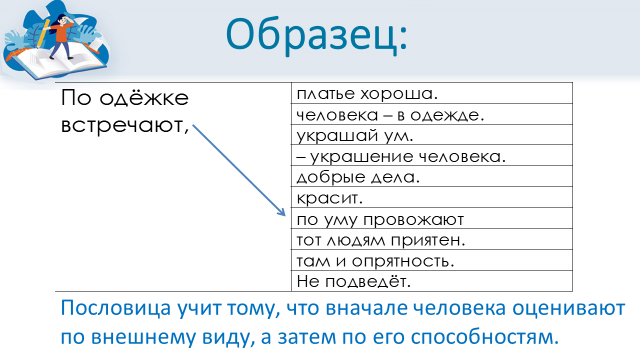 Образец:
По одёжке
встречают,
платье хороша.
человека – в одежде.
украшай ум.
– украшение человека.
добрые дела.
красит.
по уму провожают
тот людям приятен.
там и опрятность.
Не подведёт.
Пословица учит тому, что вначале человека оценивают
по внешнему виду, а затем по его способностям.